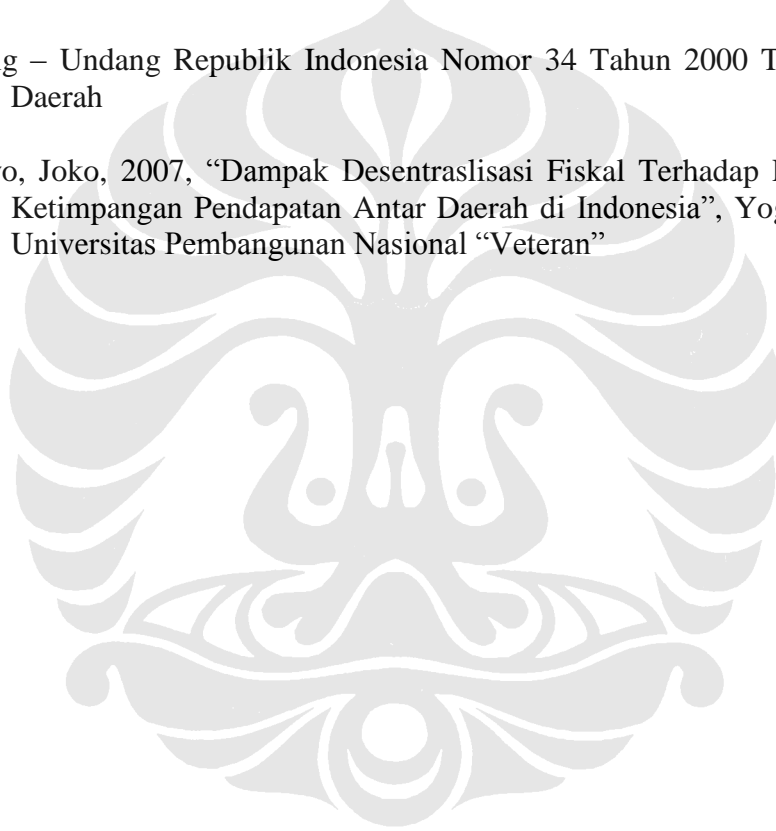 g – Undang Republik Indonesia Nomor 34 Tahun 2000 T
Daerah
o, Joko, 2007, “Dampak Desentraslisasi Fiskal Terhadap
Ketimpangan Pendapatan Antar Daerah di Indonesia”, Yog
Universitas Pembangunan Nasional “Veteran”